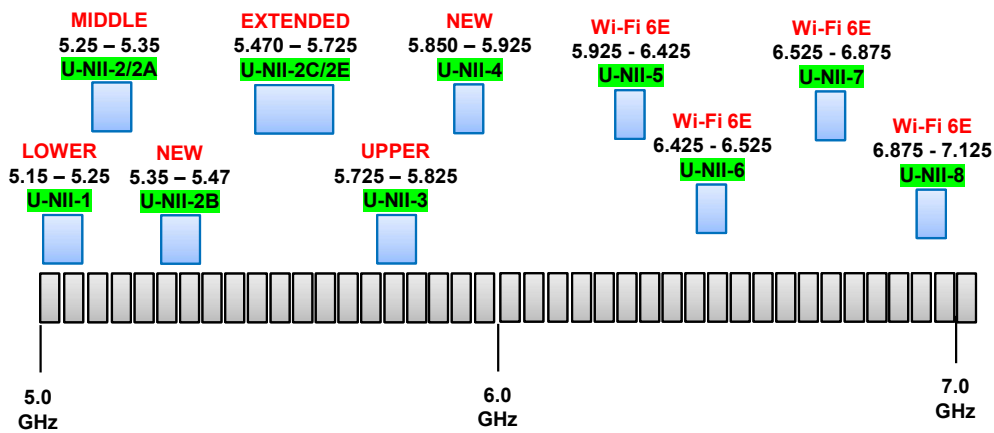 MIDDLE
5.25 – 5.35
U-NII-2/2A
EXTENDED
5.470 – 5.725
U-NII-2C/2E
NEW
5.850 – 5.925
U-NII-4
Wi-Fi 6E
5.925 - 6.425
U-NII-5
Wi-Fi 6E
6.525 - 6.875
U-NII-7
LOWER
5.15 – 5.25
U-NII-1
NEW
5.35 – 5.47
U-NII-2B
UPPER
5.725 – 5.825
U-NII-3
Wi-Fi 6E
6.425 - 6.525
U-NII-6
Wi-Fi 6E
6.875 - 7.125
U-NII-8
5.0
GHz
6.0
GHz
7.0
GHz